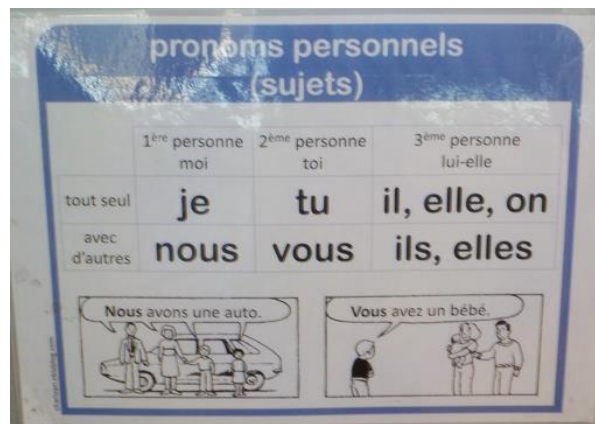 pronoms personnels
(sujets)
1ère personne 2ème personne 3ème personne
moi toi lui-elle
tout seul je tu il, elle, on
avec
d'autres nous vous ils, elles
Nous avons une auto. Vous avez un bébé.